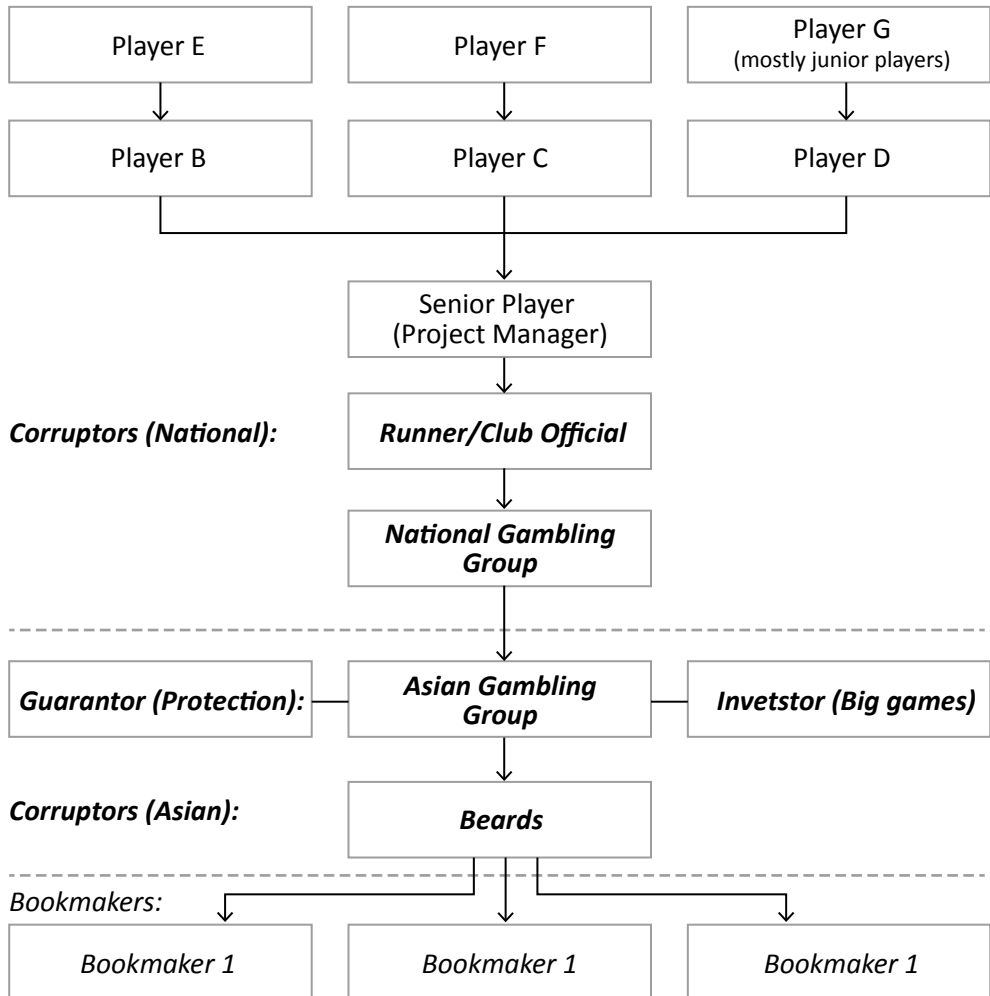 Player E
Player F
Player G
(mostly junior players)
Player B
Player C
Player D
Senior Player
(Project Manager)
Corruptors (National):
Runner/Club Official
National Gambling
Group
Guarantor (Protection):
Asian Gambling
Group
Invetstor (Big games)
Corruptors (Asian):
Beards
Bookmakers:
Bookmaker 1
Bookmaker 1
Bookmaker 1